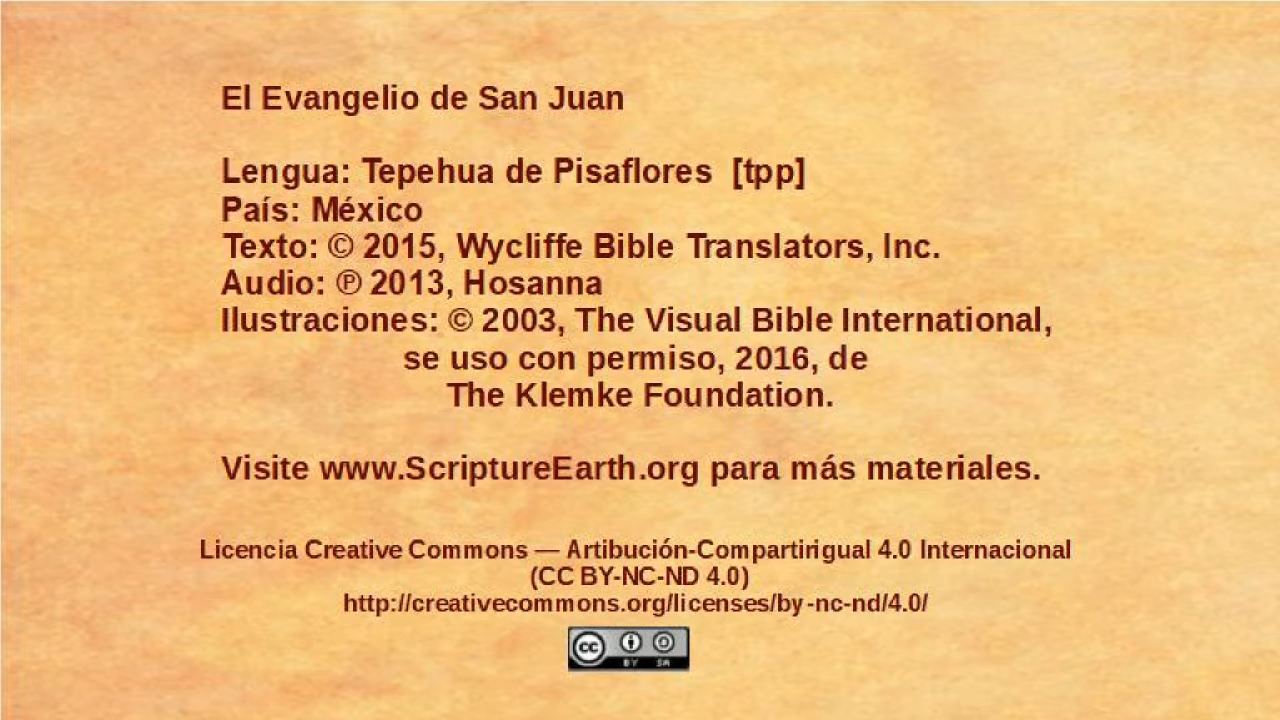 El Evangelio de San Juan
Lengua: Tepehua de Pisaflores [tpp]
País: México
Texto: © 2015, Wycliffe Bible Translators, Inc.
Audio: ℗ 2013, Hosanna
Ilustraciones: © 2003, The Visual Bible International,
se uso con permiso, 2016, de
The Klemke Foundation.
Visite www.ScriptureEarth.org para más materiales.
Licencia Creative Commons — Artibución-Compartirigual 4.0 Internacional
(CC BY-NC-ND 4.0)
http://creativecommons.org/licenses/by-nc-nd/4.0/
cc BY SA